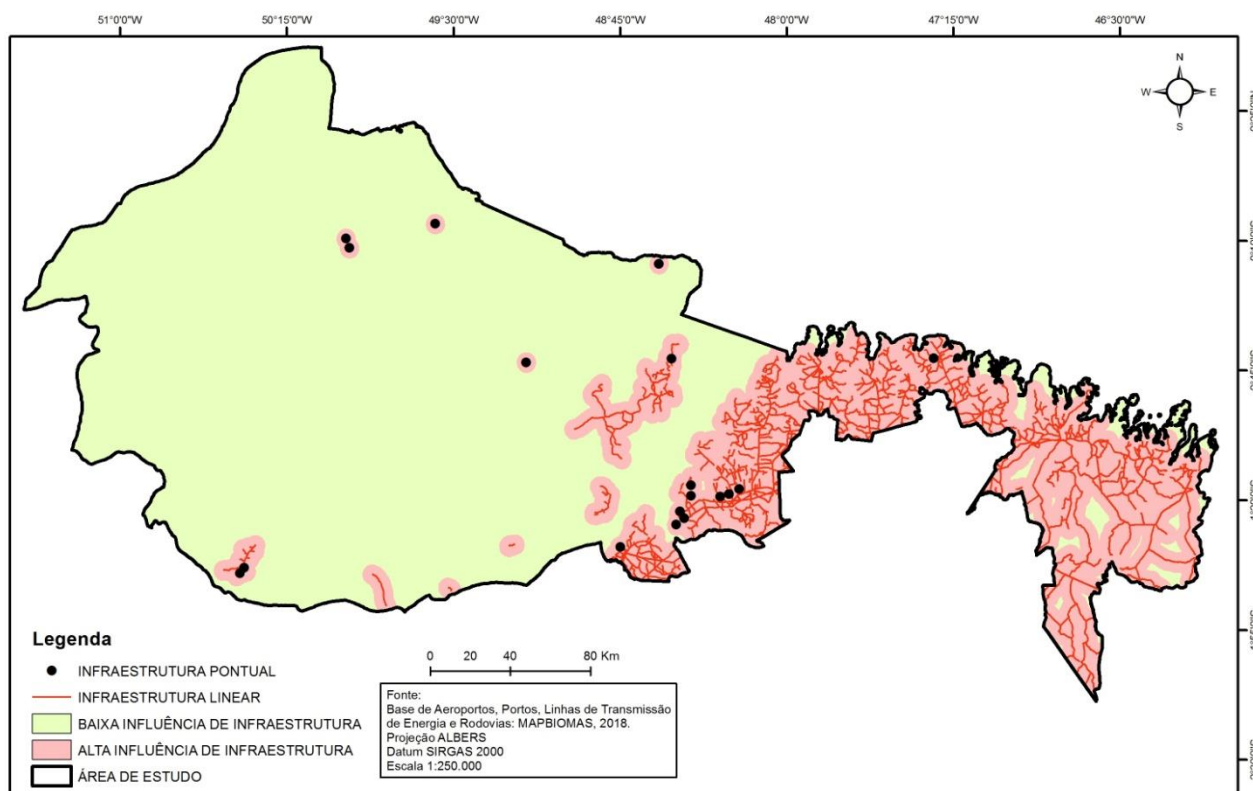 51°0'0"W
50°15'0"W
49°30'0"W
48°45'0"W
48°0'0"W
47°15'0"W
46°30'0"W
N
W E
S
Legenda
INFRAESTRUTURA PONTUAL
INFRAESTRUTURA LINEAR
BAIXA INFLUÊNCIA DE INFRAESTRUTURA
ALTA INFLUÊNCIA DE INFRAESTRUTURA
ÁREA DE ESTUDO
0 20 40 80 Km
Fonte:
Base de Aeroportos, Portos, Linhas de Transmissão
de Energia e Rodovias: MAPBIOMAS, 2018.
Projeção ALBERS
Datum SIRGAS 2000
Escala 1:250.000